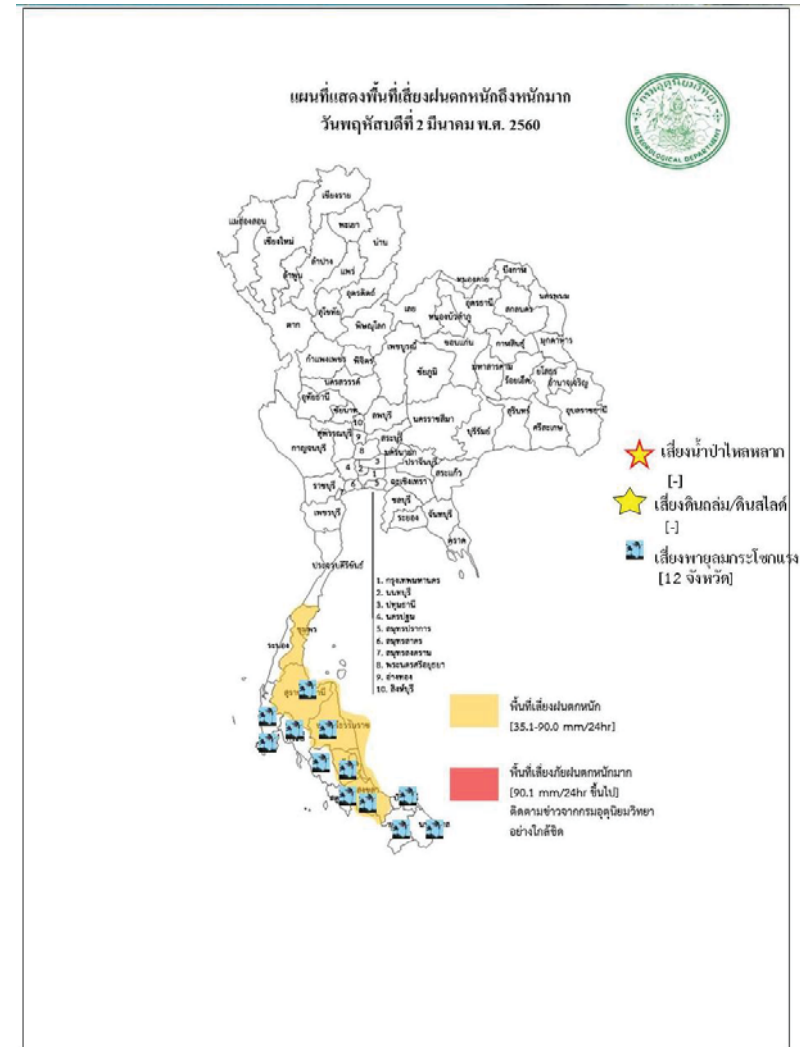 แผนที่แสดงพื้นที่เสี่ยงฝนตกหนักถึงหนักมาก
วันพฤหัสบดีที่ 2 มีนาคม พ.ศ. 2560
กรมอุตุนิยมวิทยา
METEOROLOGICAL DEPARTMENT
เชียงราย
แม่ฮ่องสอน
พะเยา
เชียงใหม่
น่าน
ลำปาง
ลำพูน
แพร่
อุตรดิตถ์
สุโขทัย
ตาก
พิษณุโลก
เลย
หนองคาย
บึงกาฬ
อุดรธานี
นครพนม
สกลนคร
หนองบัวลำภู
กำแพงเพชร
พิจิตร
เพชรบูรณ์
ขอนแก่น
กาฬสินธุ์
มุกดาหาร
ชัยภูมิ
มหาสารคาม
ร้อยเอ็ด
ยโสธร
อำนาจเจริญ
นครสวรรค์
อุทัยธานี
ชัยนาท
ลพบุรี
นครราชสีมา
บุรีรัมย์
สุรินทร์
ศรีสะเกษ
อุบลราชธานี
10
สุพรรณบุรี
9
สระบุรี
กาญจนบุรี
8
นครนายก
3
ปราจีนบุรี
4
2
1
สระแก้ว
ราชบุรี
6
5
ฉะเชิงเทรา
ชลบุรี
เพชรบุรี
ระยอง
จันทบุรี
ตราด
ประจวบคีรีขันธ์
ชุมพร
ระนอง
1. กรุงเทพมหานคร
2. นนทบุรี
3. ปทุมธานี
4. นครปฐม
5. สมุทรปราการ
6. สมุทรสาคร
7. สมุทรสงคราม
8. พระนครศรีอยุธยา
9. อ่างทอง
10. สิงห์บุรี
เสี่ยงน้ำป่าไหลหลาก
[-]
เสี่ยงดินถล่ม/ดินสไลด์
[-]
เสี่ยงพายุลมกระโชกแรง
[12 จังหวัด]
พื้นที่เสี่ยงฝนตกหนัก
[35.1-90.0 mm/24hr]
พื้นที่เสี่ยงภัยฝนตกหนักมาก
[90.1 mm/24hr ขึ้นไป]
ติดตามข่าวจากกรมอุตุนิยมวิทยา
อย่างใกล้ชิด